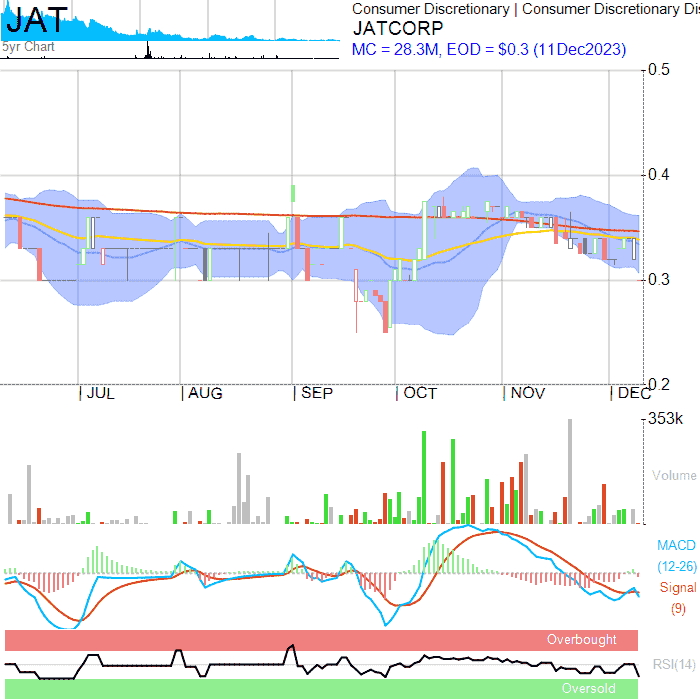 JAT
5yr Chart
Consumer Discretionary | Consumer Discretionary Dis
JATCORP
MC = 28.3M, EOD = $0.3 (11Dec2023)
0.5
0.4
0.3
0.2
JUL AUG SEP OCT NOV DEC
353k
Volume
MACD
(12-26)
Signal
(9)
Overbought
RSI(14)
Oversold